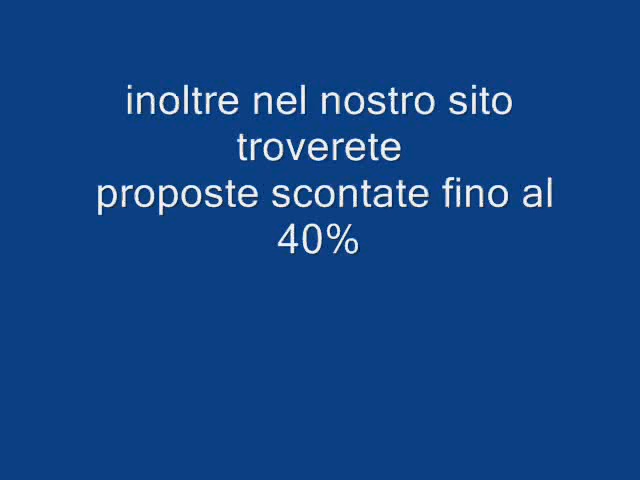 inoltre nel nostro sito
troverete
proposte scontate fino al
40%